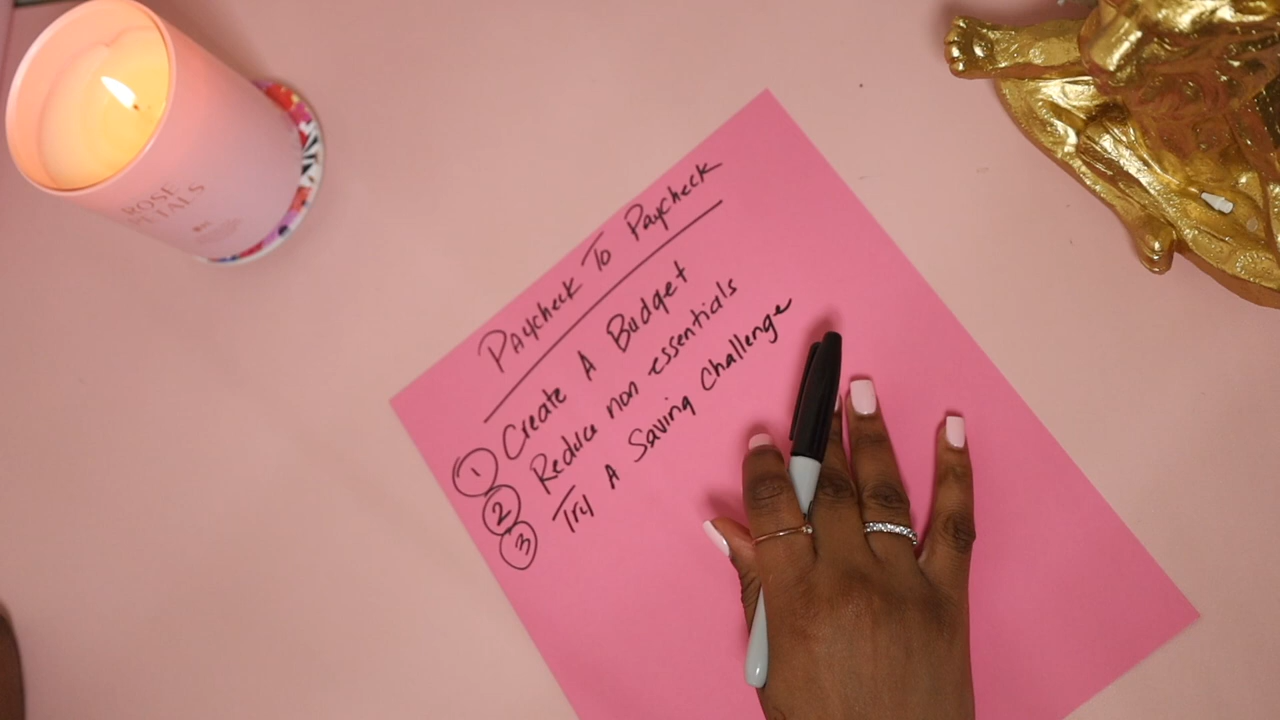 ROSE
PETALS
Paycheck To Paycheck
1 Create A Budget
2 Reduce non essentials
3 Try A Saving Challenge